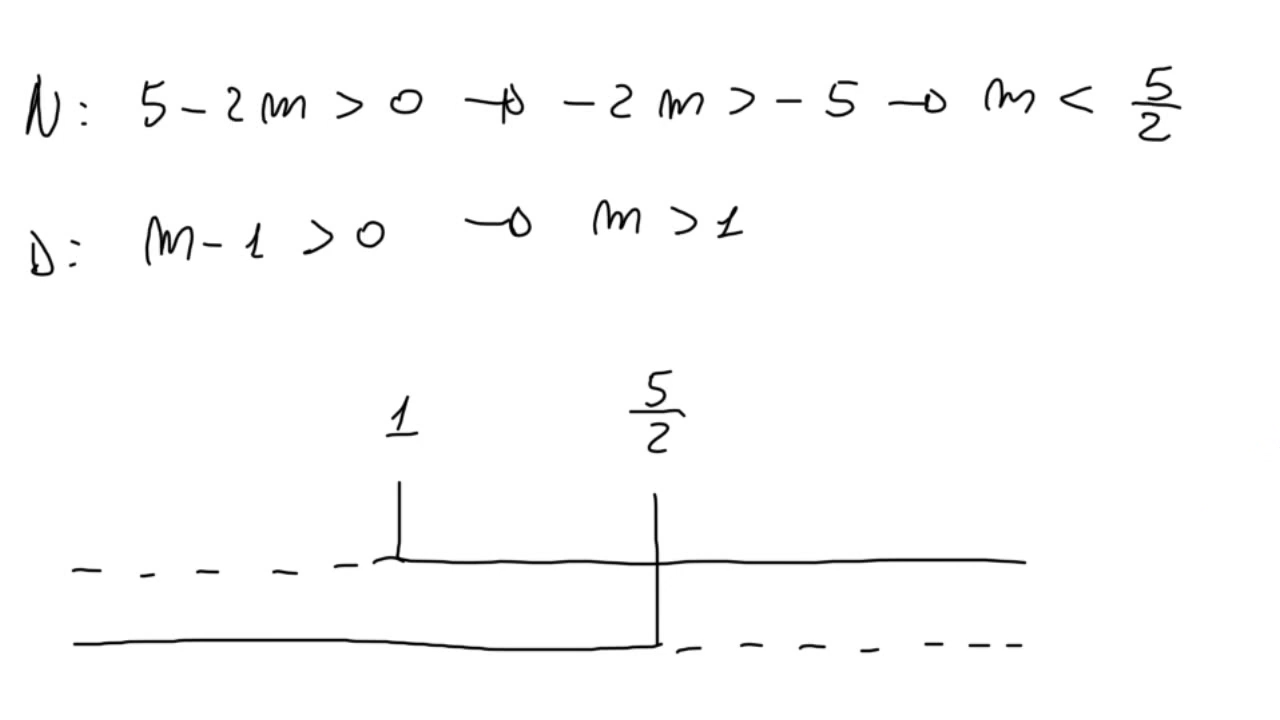 N: 5 - 2m > 0 → -2m > -5 → m < 5/2
D: m - 1 > 0 → m > 1
1 5/2